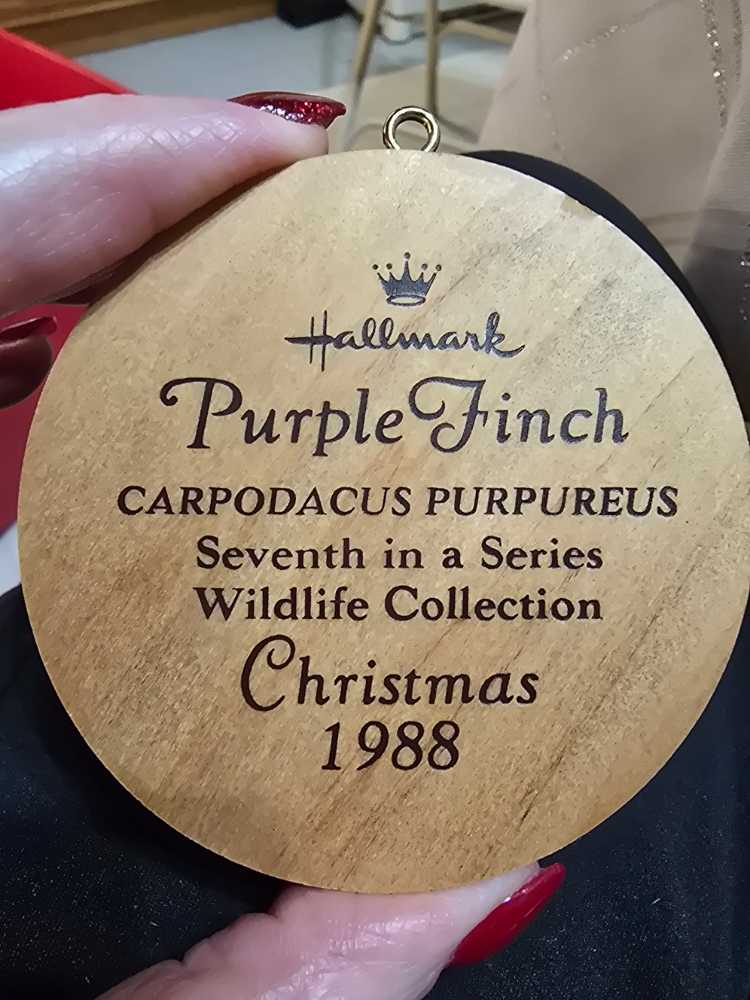 Hallmark
Purple Finch
CARPODACUS PURPUREUS
Seventh in a Series
Wildlife Collection
Christmas
1988